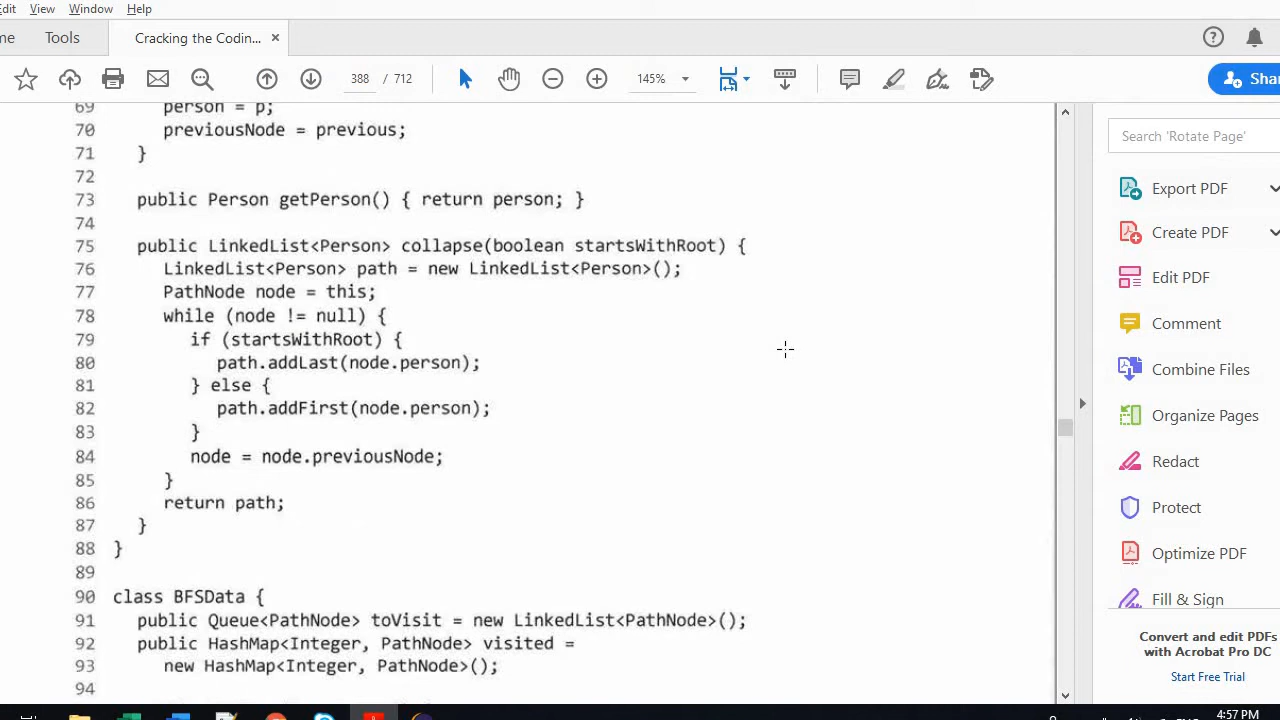 Edit View Window Help
Tools Cracking the Codin... ×
388 / 712 145% Share
69 person = p;
70 previousNode = previous;
71 }
72
73 public Person getPerson() { return person; }
74
75 public LinkedList<Person> collapse(boolean startsWithRoot) {
76 LinkedList<Person> path = new LinkedList<Person>();
77 PathNode node = this;
78 while (node != null) {
79 if (startsWithRoot) {
80 path.addLast(node.person);
81 } else {
82 path.addFirst(node.person);
83 }
84 node = node.previousNode;
85 }
86 return path;
87 }
88 }
89
90 class BFSData {
91 public Queue<PathNode> toVisit = new LinkedList<PathNode>();
92 public HashMap<Integer, PathNode> visited =
93 new HashMap<Integer, PathNode>();
94
Search 'Rotate Page'
Export PDF
Create PDF
Edit PDF
Comment
Combine Files
Organize Pages
Redact
Protect
Optimize PDF
Fill & Sign
Convert and edit PDFs
with Acrobat Pro DC
Start Free Trial
4:57 PM